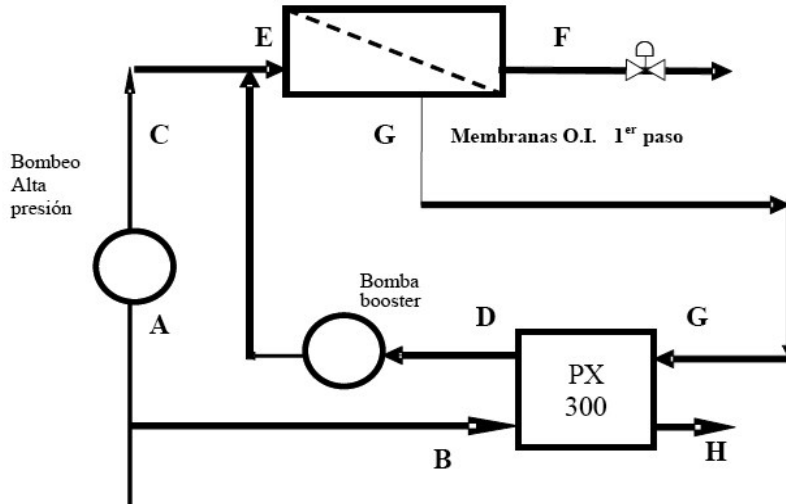 E
F
C
G
Membranas O.I. 1er paso
Bombeo
Alta
presión
Bomba
booster
A
D
G
PX
300
B
H